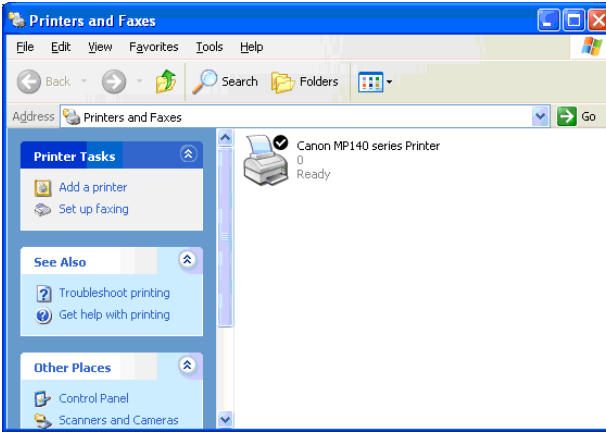 Printers and Faxes
File Edit View Favorites Tools Help
Back Search Folders
Address Printers and Faxes Go
Printer Tasks
Add a printer
Set up faxing
See Also
Troubleshoot printing
Get help with printing
Other Places
Control Panel
Scanners and Cameras
Canon MP140 series Printer
0
Ready